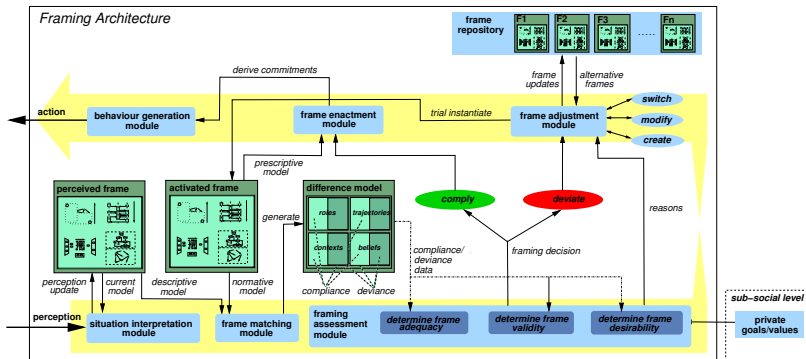 Framing Architecture
frame
repository
F1
F2
F3
.....
Fn
derive commitments
frame
updates
alternative
frames
action
behaviour generation
module
frame enactment
module
trial instantiate
frame adjustment
module
switch
modify
create
prescriptive
model
perceived frame
activated frame
difference model
roles
trajectories
contexts
beliefs
generate
comply
deviate
reasons
compliance/
deviance
data
framing decision
compliance
deviance
perception
update
current
model
descriptive
model
normative
model
perception
situation interpretation
module
frame matching
module
framing
assessment
module
determine frame
adequacy
determine frame
validity
determine frame
desirability
sub-social level
private
goals/values